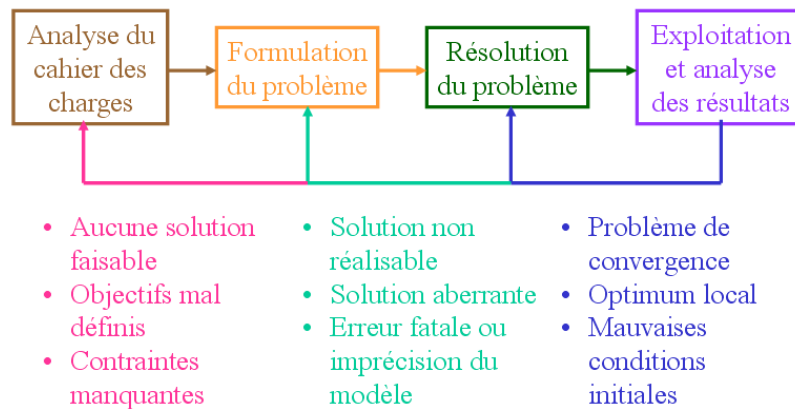 Analyse du
cahier des
charges
Formulation
du problème
Résolution
du problème
Exploitation
et analyse
des résultats
• Aucune solution
faisable
• Objectifs mal
définis
• Contraintes
manquantes
• Solution non
réalisable
• Solution aberrante
• Erreur fatale ou
imprécision du
modèle
• Problème de
convergence
• Optimum local
• Mauvaises
conditions
initiales